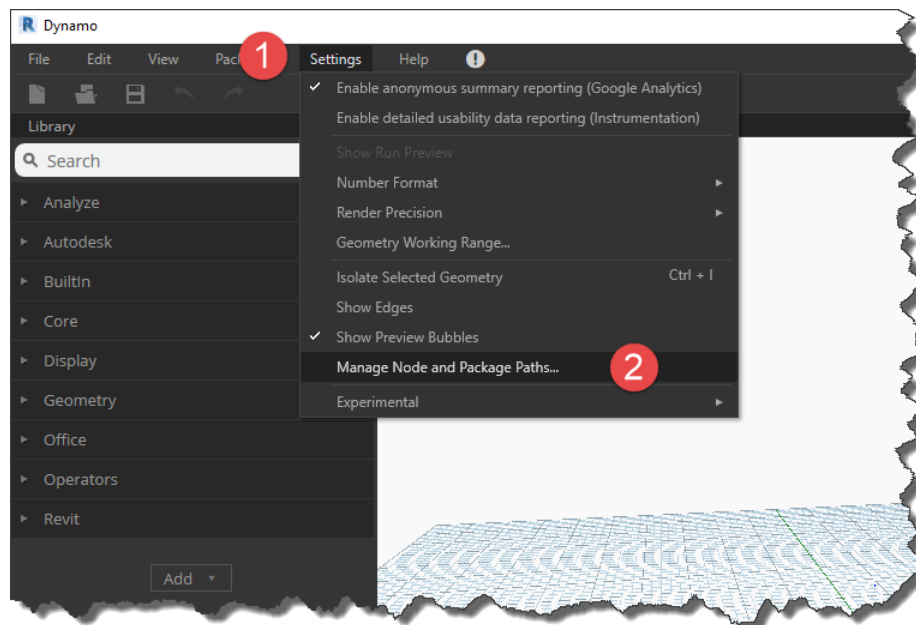 R Dynamo
File Edit View Pac 1 Settings Help !
Enable anonymous summary reporting (Google Analytics)
Enable detailed usability data reporting (Instrumentation)
Show Run Preview
Number Format
Render Precision
Geometry Working Range...
Isolate Selected Geometry Ctrl + I
Show Edges
Show Preview Bubbles
Manage Node and Package Paths... 2
Experimental
Library
Search
Analyze
Autodesk
BuiltIn
Core
Display
Geometry
Office
Operators
Revit
Add